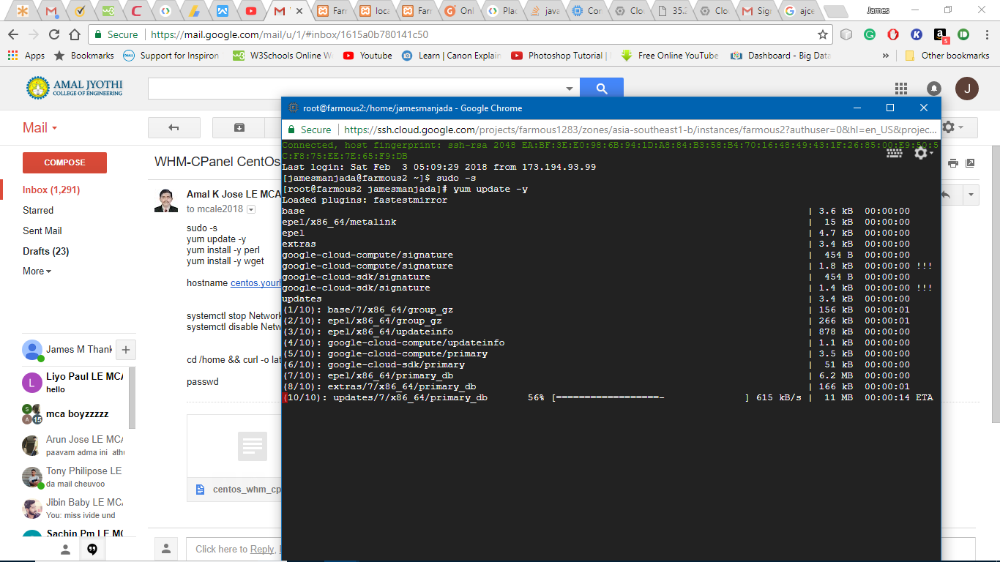 James
Farm
loca
Farm
Onl
Plac
java
Con
Clo
35.2
Clo
Sign
ajce
Secure
https://mail.google.com/mail/u/1/#inbox/1615a0b780141c50
Apps
Bookmarks
Support for Inspiron
W3Schools Online W
Youtube
Learn | Canon Explain
Photoshop Tutorial |
Free Online YouTube
Dashboard - Big Data
»
Other bookmarks
AMAL JYOTHI
COLLEGE OF ENGINEERING
J
Mail
COMPOSE
Inbox (1,291)
Starred
Sent Mail
Drafts (23)
More
James M Thank
Liyo Paul LE MCA
hello
mca boyzzzzz
Arun Jose LE MC
paavam adma ini athu
Tony Philipose LE
da mail cheuvoo
Jibin Baby LE MC
You: miss ivide und
Sachin Pm LE MC
WHM-CPanel CentOs
Amal K Jose LE MCA
to mcale2018
sudo -s
yum update -y
yum install -y perl
yum install -y wget
hostname centos.yourh
systemctl stop Network
systemctl disable Netw
cd /home && curl -o lat
passwd
centos_whm_cp
Click here to Reply,
root@farmous2:/home/jamesmanjada - Google Chrome
Secure
https://ssh.cloud.google.com/projects/farmous1283/zones/asia-southeast1-b/instances/farmous2?authuser=0&hl=en_US&projec...
Connected, host fingerprint: ssh-rsa 2048 EA:BF:3E:E0:98:6B:94:1D:A8:84:B3:58:B4:70:16:48:49:43:1F:26:85:00:E9:50:5
C:F8:75:EE:7E:65:F9:DB
Last login: Sat Feb  3 05:09:29 2018 from 173.194.93.99
[jamesmanjada@farmous2 ~]$ sudo -s
[root@farmous2 jamesmanjada]# yum update -y
Loaded plugins: fastestmirror
base | 3.6 kB 00:00:00
epel/x86_64/metalink | 15 kB 00:00:00
epel | 4.7 kB 00:00:00
extras | 3.4 kB 00:00:00
google-cloud-compute/signature | 454 B 00:00:00
google-cloud-compute/signature | 1.8 kB 00:00:00 !!!
google-cloud-sdk/signature | 454 B 00:00:00
google-cloud-sdk/signature | 1.4 kB 00:00:00 !!!
updates | 3.4 kB 00:00:00
(1/10): base/7/x86_64/group_gz | 156 kB 00:00:01
(2/10): epel/x86_64/group_gz | 266 kB 00:00:01
(3/10): epel/x86_64/updateinfo | 878 kB 00:00:00
(4/10): google-cloud-compute/updateinfo | 1.1 kB 00:00:00
(5/10): google-cloud-compute/primary | 3.5 kB 00:00:00
(6/10): google-cloud-sdk/primary | 51 kB 00:00:00
(7/10): epel/x86_64/primary_db | 6.2 MB 00:00:00
(8/10): extras/7/x86_64/primary_db | 166 kB 00:00:01
(10/10): updates/7/x86_64/primary_db 56% [==================- ] 615 kB/s | 11 MB 00:00:14 ETA